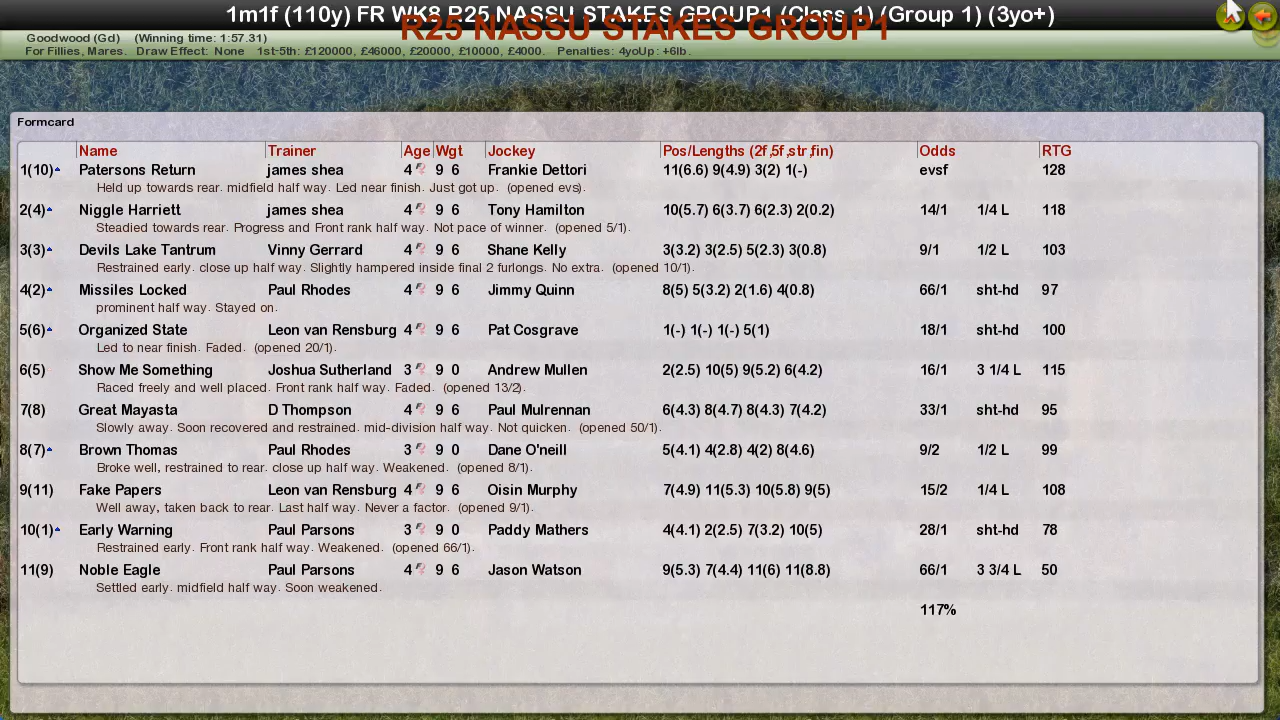 1m1f (110y) FR WK8 R25 NASSU STAKES GROUP1 (Class 1) (Group 1) (3yo+)
R25 NASSU STAKES GROUP1
Goodwood (Gd) (Winning time: 1:57.31)
For Fillies, Mares. Draw Effect: None 1st-5th: £120000, £46000, £20000, £10000, £4000. Penalties: 4yoUp: +6lb.
Formcard
Name Trainer Age Wgt Jockey Pos/Lengths (2f,5f,str,fin) Odds RTG
1(10) Patersons Return james shea 4 9 6 Frankie Dettori 11(6.6) 9(4.9) 3(2) 1(-) evsf 128
Held up towards rear. midfield half way. Led near finish. Just got up. (opened evs).
2(4) Niggle Harriett james shea 4 9 6 Tony Hamilton 10(5.7) 6(3.7) 6(2.3) 2(0.2) 14/1 1/4 L 118
Steadied towards rear. Progress and Front rank half way. Not pace of winner. (opened 5/1).
3(3) Devils Lake Tantrum Vinny Gerrard 4 9 6 Shane Kelly 3(3.2) 3(2.5) 5(2.3) 3(0.8) 9/1 1/2 L 103
Restrained early. close up half way. Slightly hampered inside final 2 furlongs. No extra. (opened 10/1).
4(2) Missiles Locked Paul Rhodes 4 9 6 Jimmy Quinn 8(5) 5(3.2) 2(1.6) 4(0.8) 66/1 sht-hd 97
prominent half way. Stayed on.
5(6) Organized State Leon van Rensburg 4 9 6 Pat Cosgrave 1(-) 1(-) 1(-) 5(1) 18/1 sht-hd 100
Led to near finish. Faded. (opened 20/1).
6(5) Show Me Something Joshua Sutherland 3 9 0 Andrew Mullen 2(2.5) 10(5) 9(5.2) 6(4.2) 16/1 3 1/4 L 115
Raced freely and well placed. Front rank half way. Faded. (opened 13/2).
7(8) Great Mayasta D Thompson 4 9 6 Paul Mulrennan 6(4.3) 8(4.7) 8(4.3) 7(4.2) 33/1 sht-hd 95
Slowly away. Soon recovered and restrained. mid-division half way. Not quicken. (opened 50/1).
8(7) Brown Thomas Paul Rhodes 3 9 0 Dane O'neill 5(4.1) 4(2.8) 4(2) 8(4.6) 9/2 1/2 L 99
Broke well, restrained to rear. close up half way. Weakened. (opened 8/1).
9(11) Fake Papers Leon van Rensburg 4 9 6 Oisin Murphy 7(4.9) 11(5.3) 10(5.8) 9(5) 15/2 1/4 L 108
Well away, taken back to rear. Last half way. Never a factor. (opened 9/1).
10(1) Early Warning Paul Parsons 3 9 0 Paddy Mathers 4(4.1) 2(2.5) 7(3.2) 10(5) 28/1 sht-hd 78
Restrained early. Front rank half way. Weakened. (opened 66/1).
11(9) Noble Eagle Paul Parsons 4 9 6 Jason Watson 9(5.3) 7(4.4) 11(6) 11(8.8) 66/1 3 3/4 L 50
Settled early. midfield half way. Soon weakened.
117%